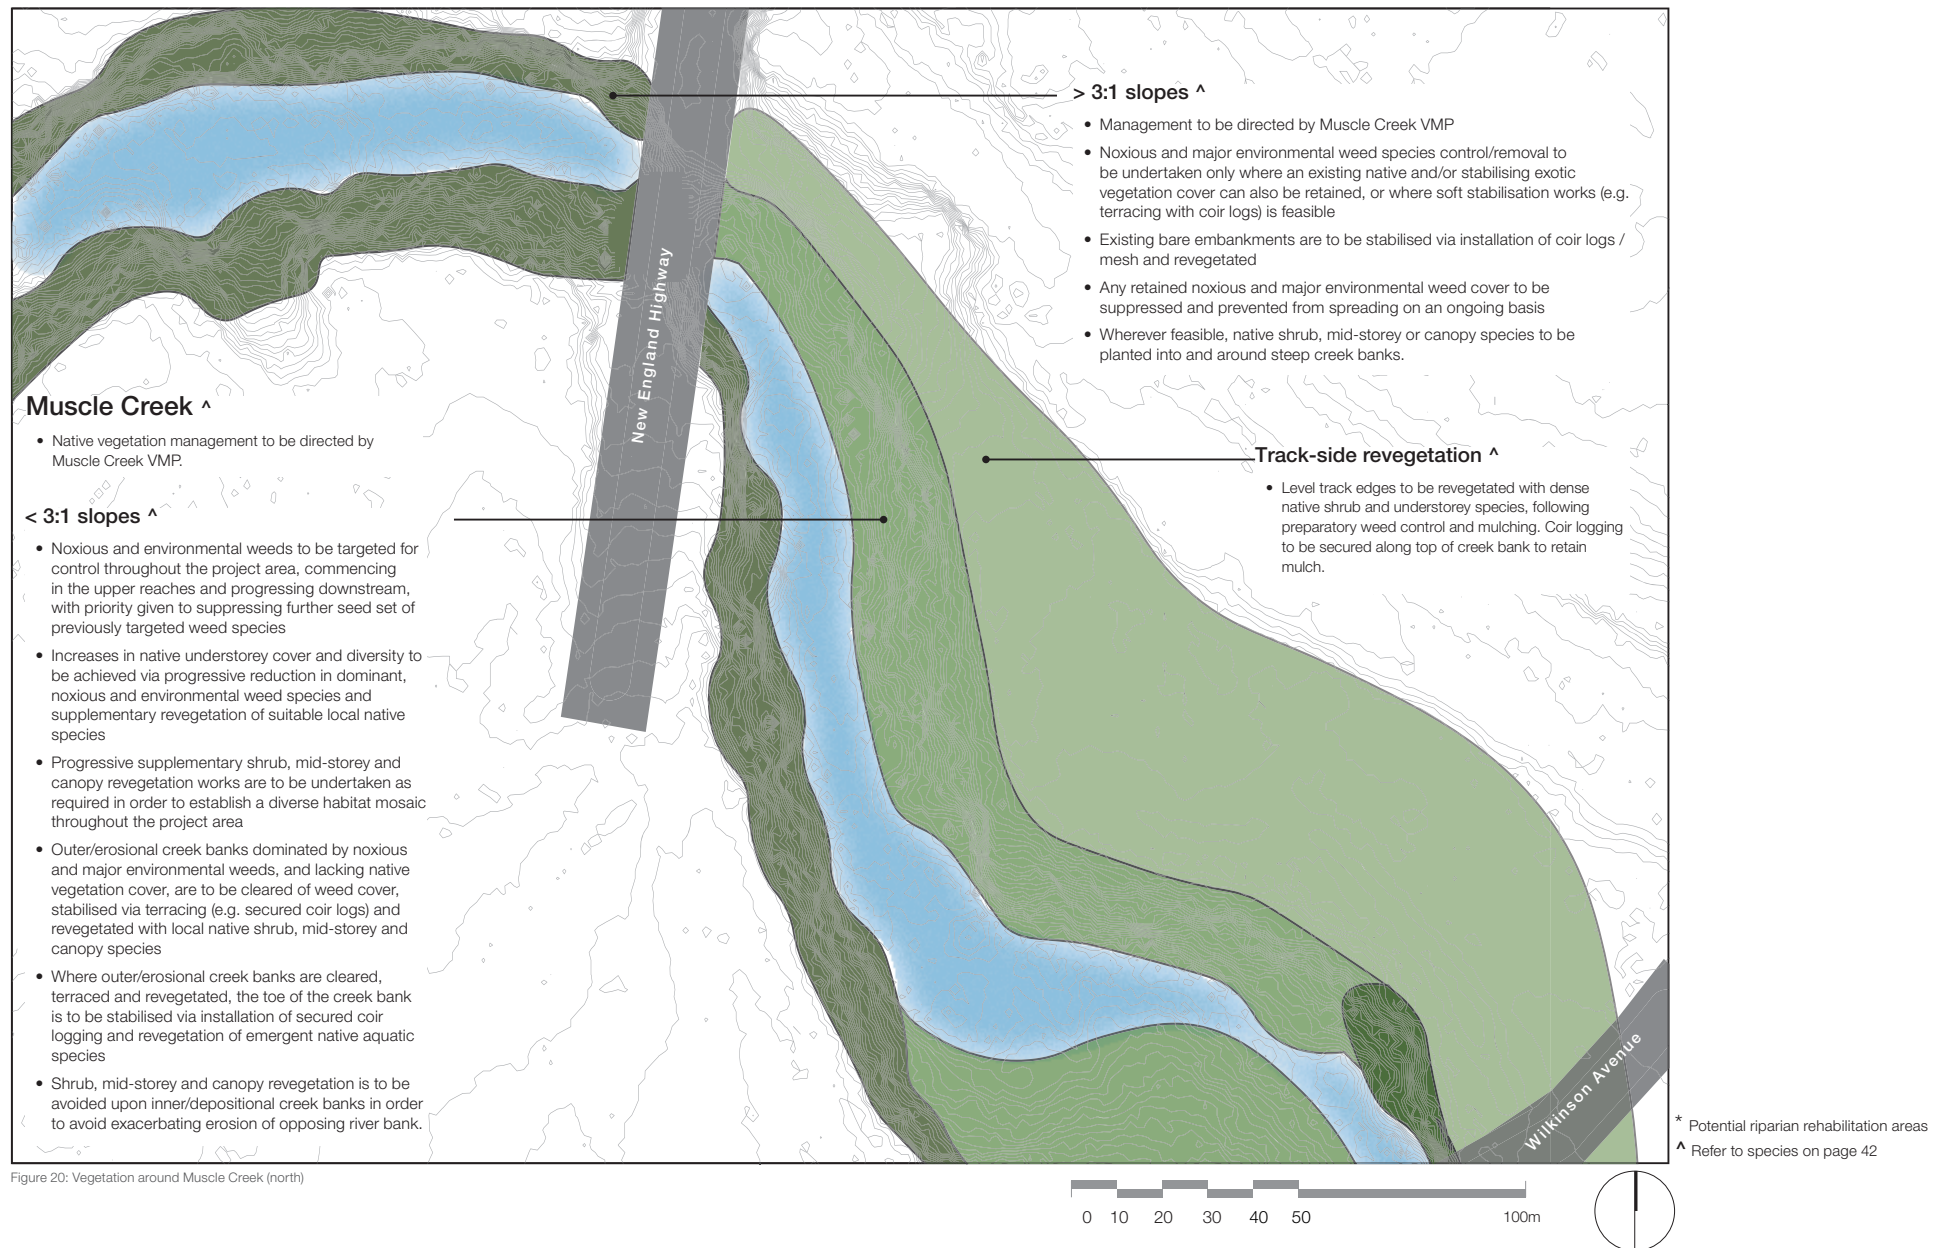 > 3:1 slopes ^
• Management to be directed by Muscle Creek VMP
• Noxious and major environmental weed species control/removal to
be undertaken only where an existing native and/or stabilising exotic
vegetation cover can also be retained, or where soft stabilisation works (e.g.
terracing with coir logs) is feasible
• Existing bare embankments are to be stabilised via installation of coir logs /
mesh and revegetated
• Any retained noxious and major environmental weed cover to be
suppressed and prevented from spreading on an ongoing basis
• Wherever feasible, native shrub, mid-storey or canopy species to be
planted into and around steep creek banks.
New England Highway
Muscle Creek ^
• Native vegetation management to be directed by
Muscle Creek VMP.
Track-side revegetation ^
• Level track edges to be revegetated with dense
native shrub and understorey species, following
preparatory weed control and mulching. Coir logging
to be secured along top of creek bank to retain
mulch.
< 3:1 slopes ^
• Noxious and environmental weeds to be targeted for
control throughout the project area, commencing
in the upper reaches and progressing downstream,
with priority given to suppressing further seed set of
previously targeted weed species
• Increases in native understorey cover and diversity to
be achieved via progressive reduction in dominant,
noxious and environmental weed species and
supplementary revegetation of suitable local native
species
• Progressive supplementary shrub, mid-storey and
canopy revegetation works are to be undertaken as
required in order to establish a diverse habitat mosaic
throughout the project area
• Outer/erosional creek banks dominated by noxious
and major environmental weeds, and lacking native
vegetation cover, are to be cleared of weed cover,
stabilised via terracing (e.g. secured coir logs) and
revegetated with local native shrub, mid-storey and
canopy species
• Where outer/erosional creek banks are cleared,
terraced and revegetated, the toe of the creek bank
is to be stabilised via installation of secured coir
logging and revegetation of emergent native aquatic
species
• Shrub, mid-storey and canopy revegetation is to be
avoided upon inner/depositional creek banks in order
to avoid exacerbating erosion of opposing river bank.
Wilkinson Avenue
* Potential riparian rehabilitation areas
^ Refer to species on page 42
Figure 20: Vegetation around Muscle Creek (north)
0 10 20 30 40 50 100m